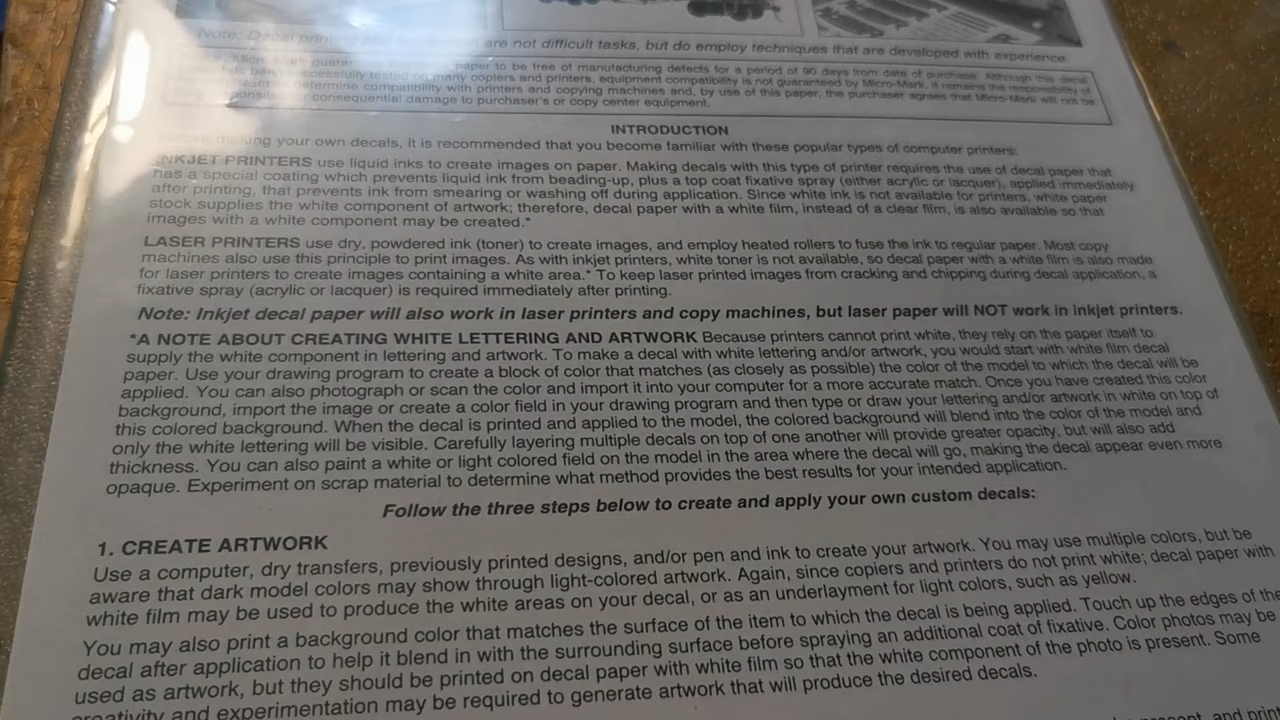 Note: Decal are not difficult tasks, but do employ techniques that are developed with experience.
paper to be free of manufacturing defects for a period of 90 days from date of purchase. Although this decal
successfully tested on many copiers and printers, equipment compatibility is not guaranteed by Micro-Mark. It remains the responsibility of
determine compatibility with printers and copying machines and, by use of this paper, the purchaser agrees that Micro-Mark will not be
consequential damage to purchaser's or copy center equipment.
INTRODUCTION
making your own decals, it is recommended that you become familiar with these popular types of computer printers:
INKJET PRINTERS use liquid inks to create images on paper. Making decals with this type of printer requires the use of decal paper that
has a special coating which prevents liquid ink from beading-up, plus a top coat fixative spray (either acrylic or lacquer), applied immediately
after printing, that prevents ink from smearing or washing off during application. Since white ink is not available for printers, white paper
stock supplies the white component of artwork; therefore, decal paper with a white film, instead of a clear film, is also available so that
images with a white component may be created.*
LASER PRINTERS use dry, powdered ink (toner) to create images, and employ heated rollers to fuse the ink to regular paper. Most copy
machines also use this principle to print images. As with inkjet printers, white toner is not available, so decal paper with a white film is also made
for laser printers to create images containing a white area.* To keep laser printed images from cracking and chipping during decal application, a
fixative spray (acrylic or lacquer) is required immediately after printing.
Note: Inkjet decal paper will also work in laser printers and copy machines, but laser paper will NOT work in inkjet printers.
*A NOTE ABOUT CREATING WHITE LETTERING AND ARTWORK Because printers cannot print white, they rely on the paper itself to
supply the white component in lettering and artwork. To make a decal with white lettering and/or artwork, you would start with white film decal
paper. Use your drawing program to create a block of color that matches (as closely as possible) the color of the model to which the decal will be
applied. You can also photograph or scan the color and import it into your computer for a more accurate match. Once you have created this color
background, import the image or create a color field in your drawing program and then type or draw your lettering and/or artwork in white on top of
this colored background. When the decal is printed and applied to the model, the colored background will blend into the color of the model and
only the white lettering will be visible. Carefully layering multiple decals on top of one another will provide greater opacity, but will also add
thickness. You can also paint a white or light colored field on the model in the area where the decal will go, making the decal appear even more
opaque. Experiment on scrap material to determine what method provides the best results for your intended application.
Follow the three steps below to create and apply your own custom decals:
1. CREATE ARTWORK
Use a computer, dry transfers, previously printed designs, and/or pen and ink to create your artwork. You may use multiple colors, but be
aware that dark model colors may show through light-colored artwork. Again, since copiers and printers do not print white; decal paper with
white film may be used to produce the white areas on your decal, or as an underlayment for light colors, such as yellow.
You may also print a background color that matches the surface of the item to which the decal is being applied. Touch up the edges of the
decal after application to help it blend in with the surrounding surface before spraying an additional coat of fixative. Color photos may be
used as artwork, but they should be printed on decal paper with white film so that the white component of the photo is present. Some
creativity and experimentation may be required to generate artwork that will produce the desired decals.